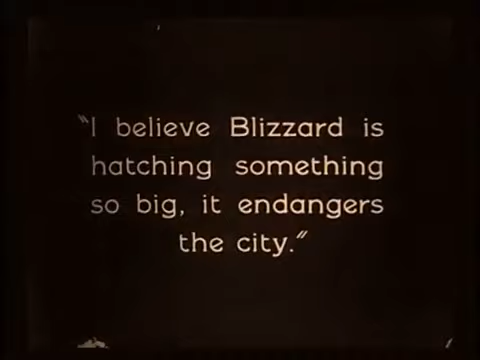 "I believe Blizzard is
hatching something
so big, it endangers
the city."